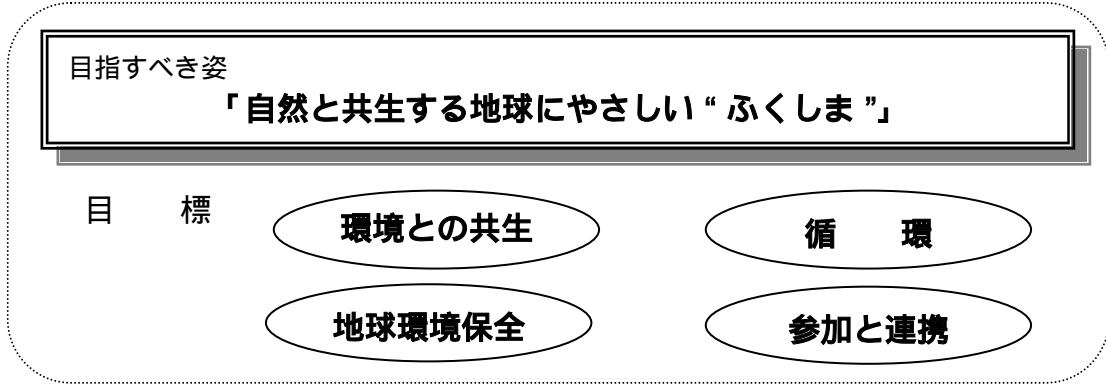 目指すべき姿
「自然と共生する地球にやさしい“ふくしま”」
目　標
環境との共生
循　環
地球環境保全
参加と連携